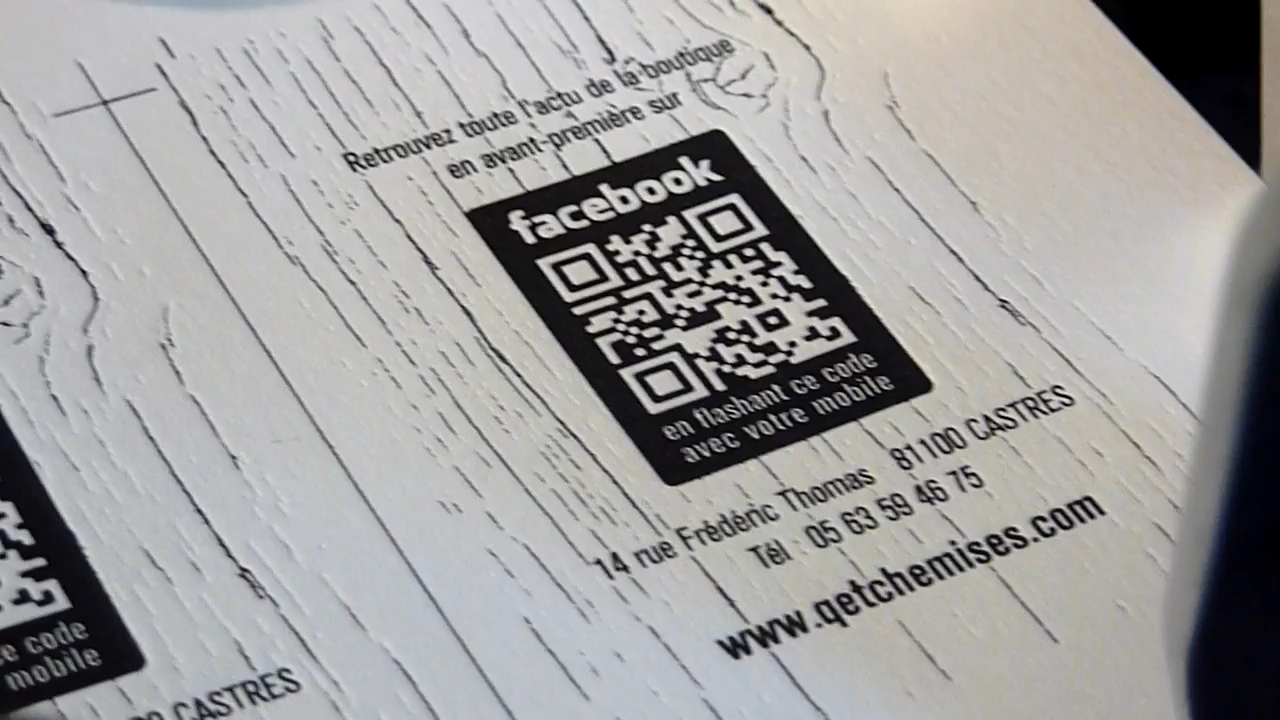 Retrouvez toute l'actu de la boutique
en avant-première sur
facebook
en flashant ce code
avec votre mobile
14 rue Frédéric Thomas 81100 CASTRES
Tél : 05 63 59 46 75
www.qetchemises.com
ce code
mobile
CASTRES